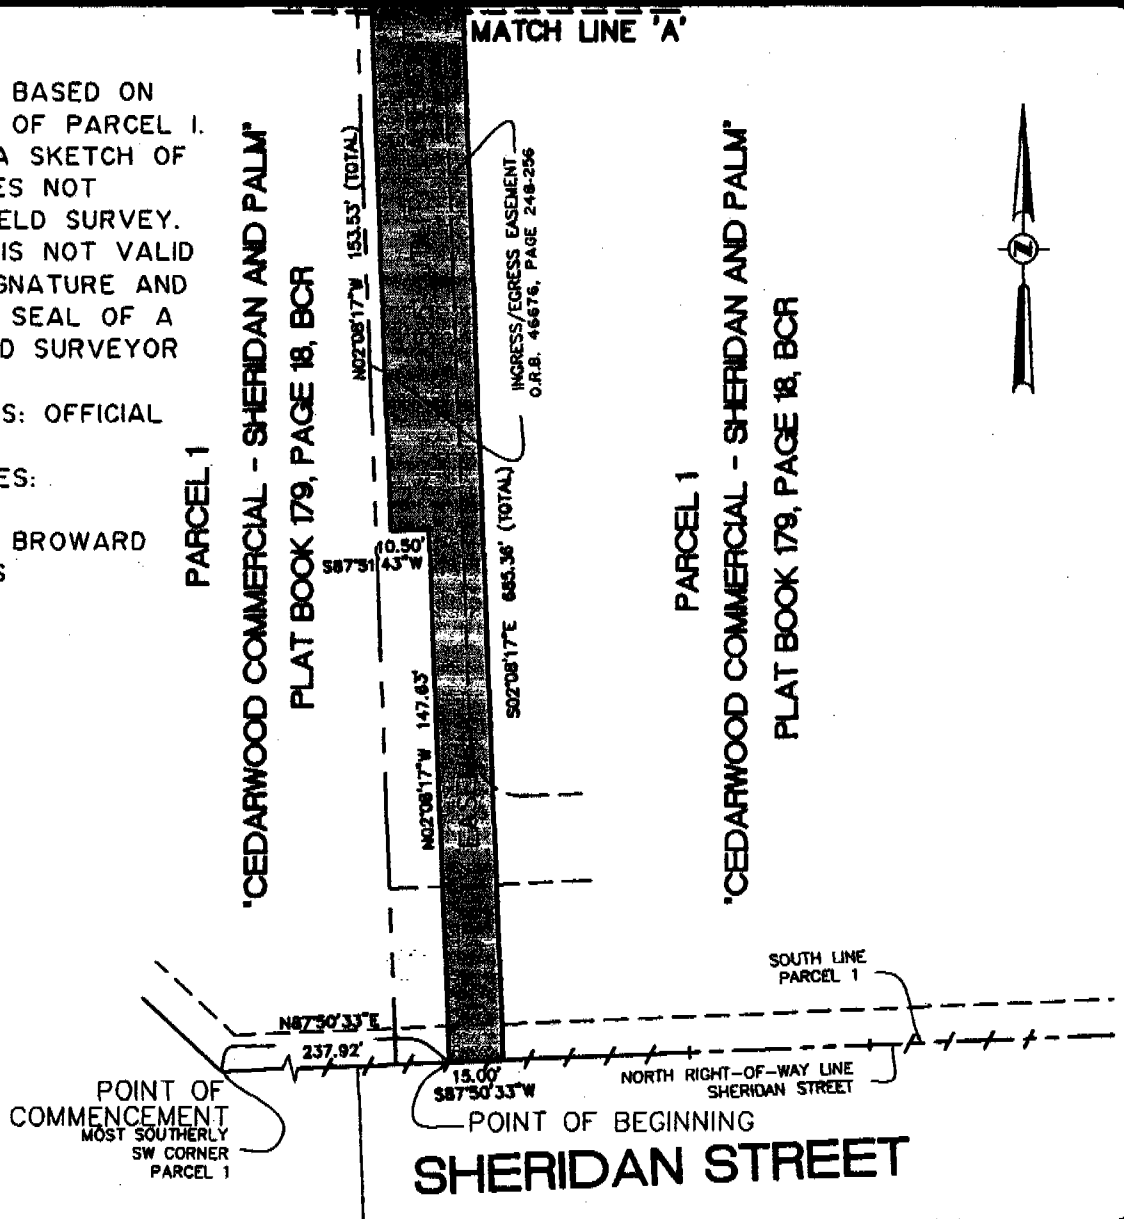 MATCH LINE 'A'
BASED ON
OF PARCEL 1.
A SKETCH OF
ES NOT
ELD SURVEY.
IS NOT VALID
GNATURE AND
SEAL OF A
D SURVEYOR
S: OFFICIAL
ES:
BROWARD
S
PARCEL 1
"CEDARWOOD COMMERCIAL - SHERIDAN AND PALM"
PLAT BOOK 179, PAGE 18, BCR
N02°08'17"W 153.53' (TOTAL)
INGRESS/EGRESS EASEMENT
O.R.B. 46676, PAGE 248-256
10.50'
S87°51'43"W
N02°08'17"W 147.63'
S02°08'17"E 685.36' (TOTAL)
PARCEL 1
"CEDARWOOD COMMERCIAL - SHERIDAN AND PALM"
PLAT BOOK 179, PAGE 18, BCR
Z
SOUTH LINE
PARCEL 1
N87°50'33"E
237.92'
15.00'
S87°50'33"W
NORTH RIGHT-OF-WAY LINE
SHERIDAN STREET
POINT OF
COMMENCEMENT
MOST SOUTHERLY
SW CORNER
PARCEL 1
POINT OF BEGINNING
SHERIDAN STREET